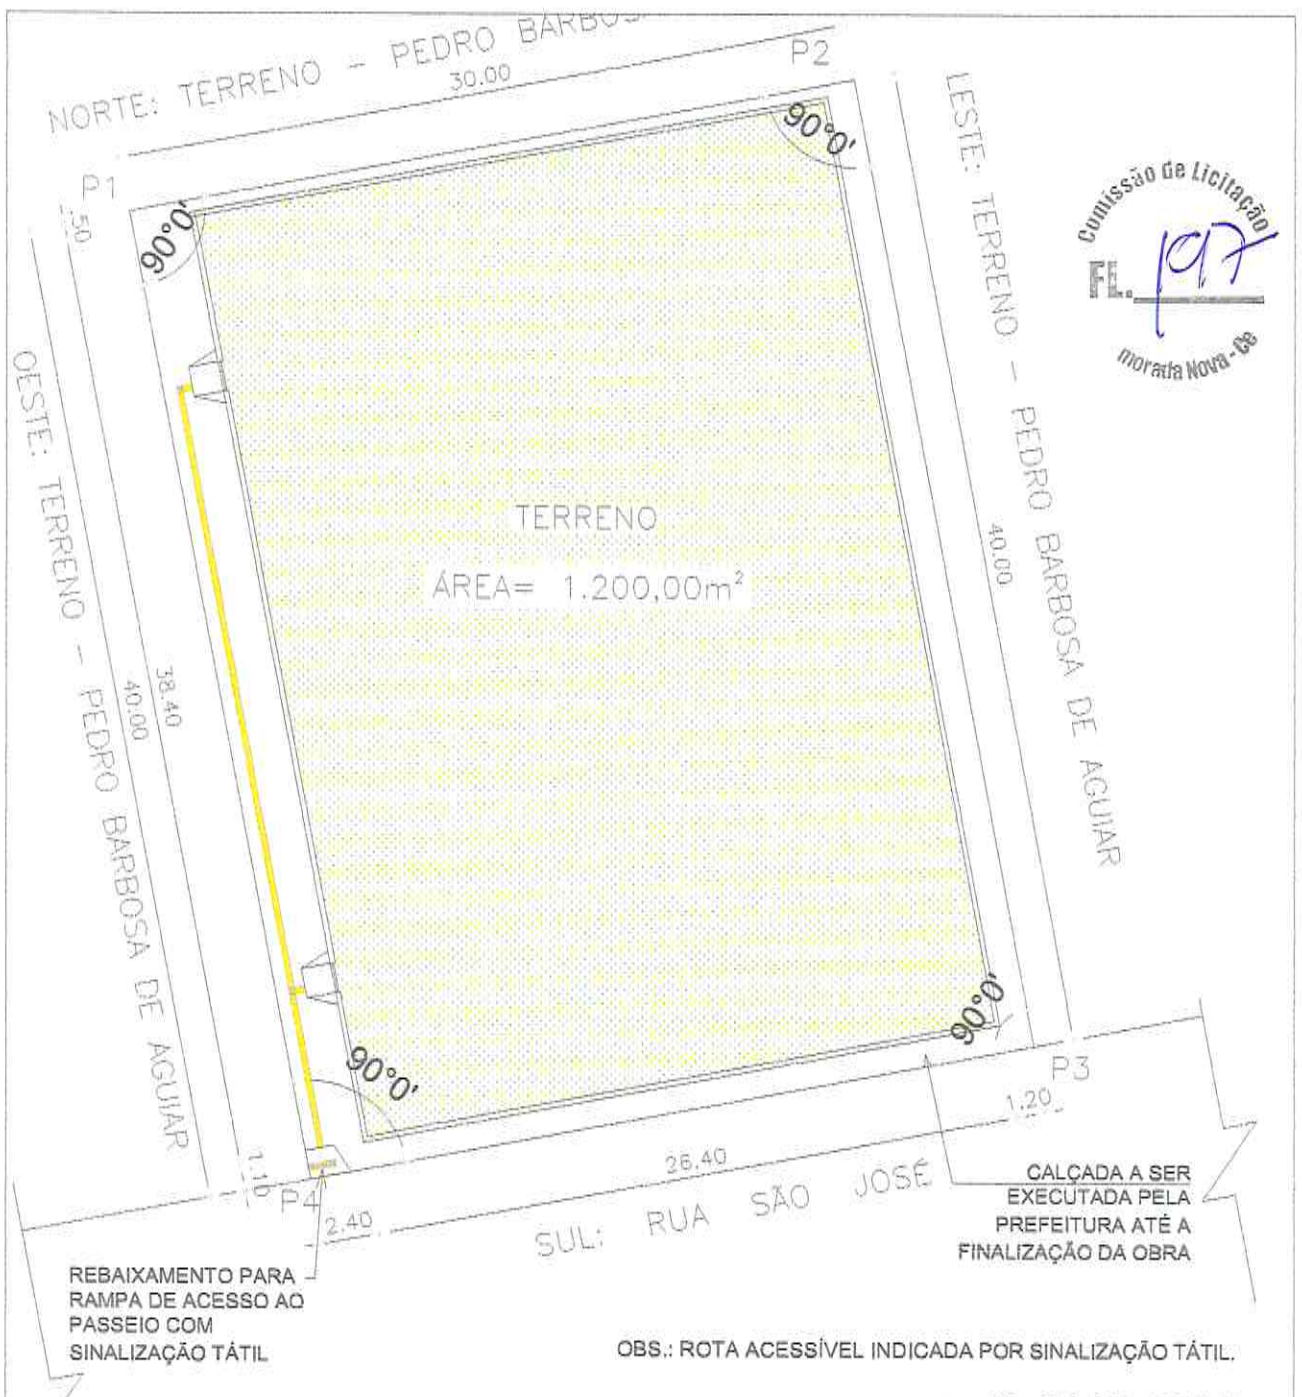 NORTE: TERRENO - PEDRO
30.00
P2
P1
.50
90°0'
90°0'
LESTE: TERRENO - PEDRO BARBOSA DE AGUIAR
40.00
Comissão de Licitação
FL. 197
morada Nova - Ce
OESTE: TERRENO - PEDRO BARBOSA DE AGUIAR
40.00
38.40
TERRENO
ÁREA= 1.200,00m²
90°0'
90°0'
P3
1.20
26.40
1.10
P4
2.40
SUL: RUA SÃO JOSÉ
CALÇADA A SER
EXECUTADA PELA
PREFEITURA ATÉ A
FINALIZAÇÃO DA OBRA
REBAIXAMENTO PARA
RAMPA DE ACESSO AO
PASSEIO COM
SINALIZAÇÃO TÁTIL
OBS.: ROTA ACESSÍVEL INDICADA POR SINALIZAÇÃO TÁTIL.